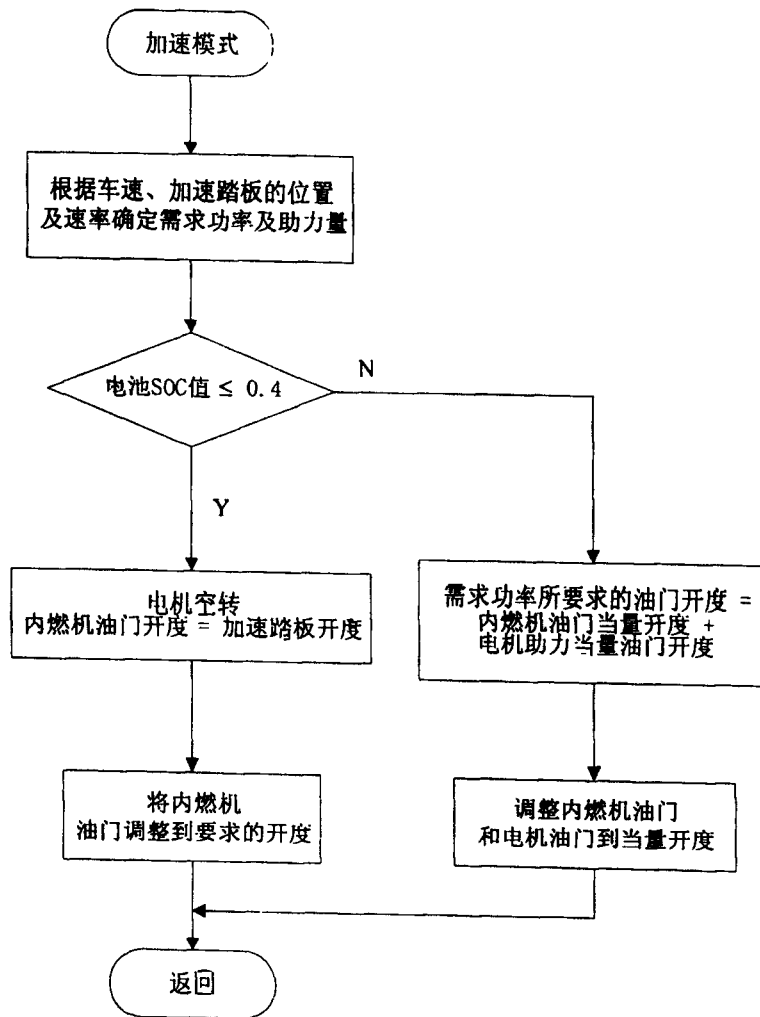 加速模式
根据车速、加速踏板的位置
及速率确定需求功率及助力量
电池SOC值 ≤ 0.4
N
Y
电机空转
内燃机油门开度 = 加速踏板开度
需求功率所要求的油门开度 =
内燃机油门当量开度 +
电机助力当量油门开度
将内燃机
油门调整到要求的开度
调整内燃机油门
和电机油门到当量开度
返回